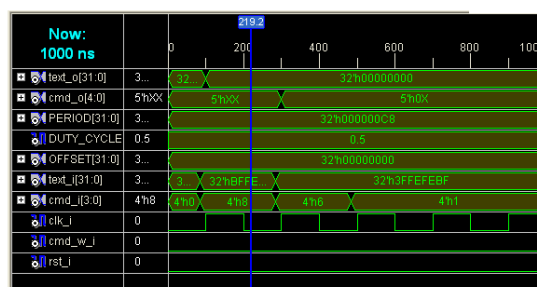 Now:
1000 ns
219.2
0 200 400 600 800 100
text_o[31:0] 3... 32... 32'h00000000
cmd_o[4:0] 5'hXX 5'hXX 5'h0X
PERIOD[31:0] 3... 32'h000000C8
DUTY_CYCLE 0.5 0.5
OFFSET[31:0] 3... 32'h00000000
text_i[31:0] 3... 3... 32'hBFFE... 32'h3FFEFEBF
cmd_i[3:0] 4'h8 4'h0 4'h8 4'h6 4'h1
clk_i 0
cmd_w_i 0
rst_i 0